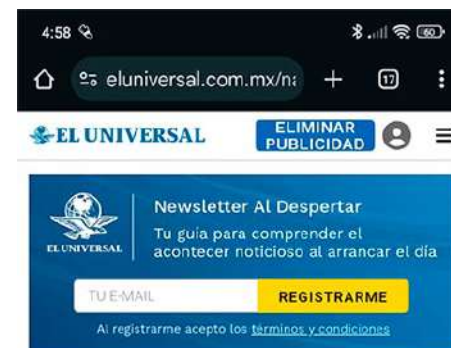 4:58 60
eluniversal.com.mx/na 17
EL UNIVERSAL
ELIMINAR
PUBLICIDAD
Newsletter Al Despertar
Tu guía para comprender el
acontecer noticioso al arrancar el día
EL UNIVERSAL
TU E-MAIL
REGISTRARME
Al registrarme acepto los términos y condiciones